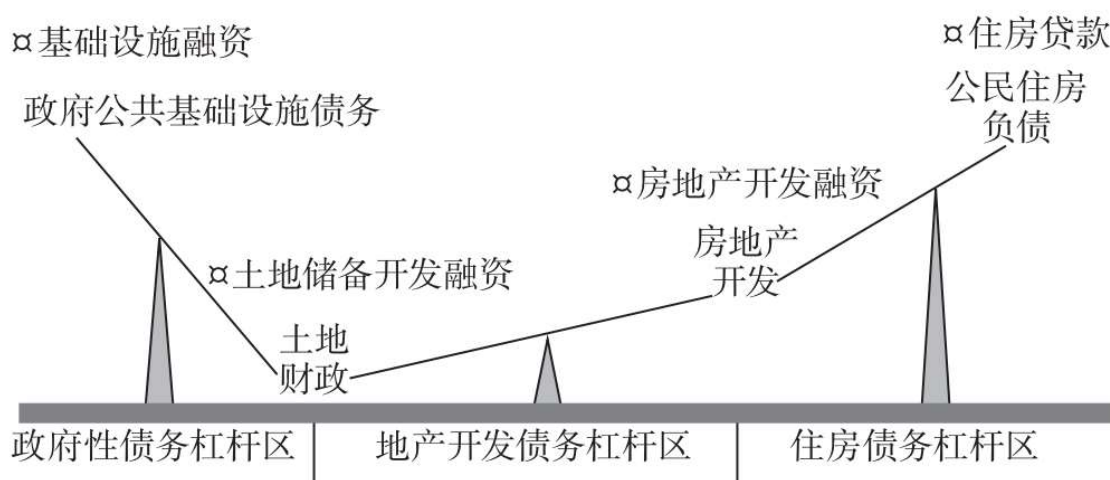 ¤基础设施融资
政府公共基础设施债务
¤土地储备开发融资
土地
财政
¤房地产开发融资
房地产
开发
¤住房贷款
公民住房
负债
政府性债务杠杆区
地产开发债务杠杆区
住房债务杠杆区